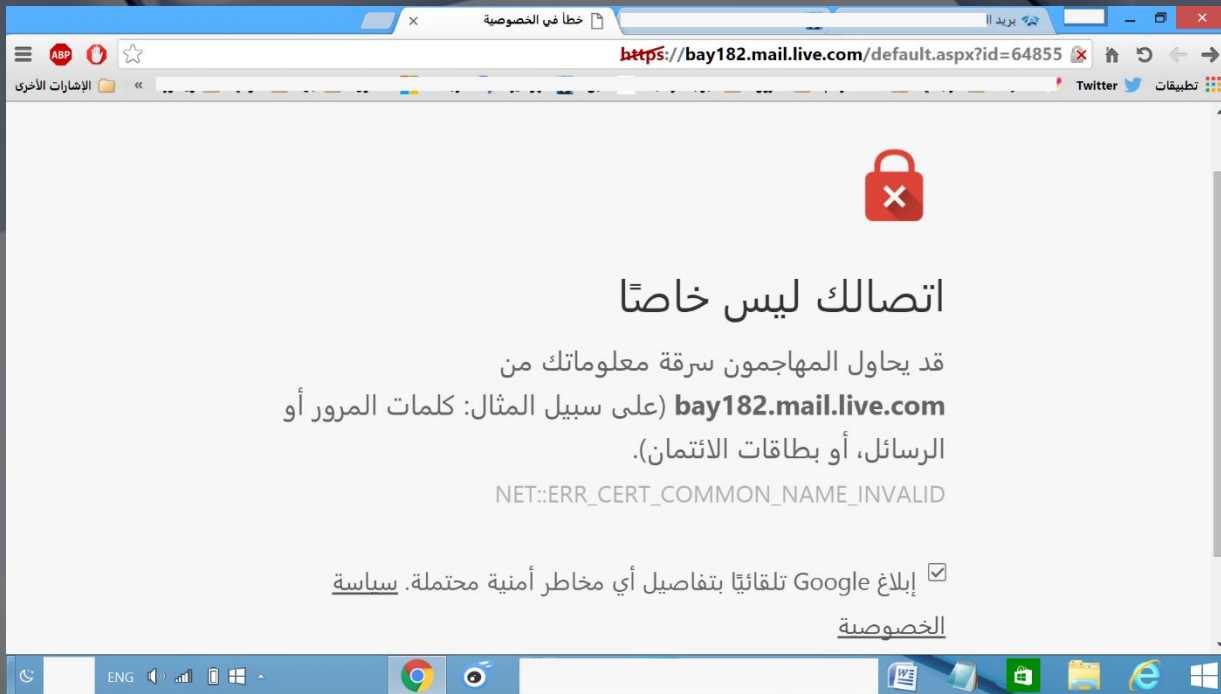 بريد ال
خطأ في الخصوصية
https://bay182.mail.live.com/default.aspx?id=64855
ABP
تطبيقات
Twitter
»
الإشارات الأخرى
اتصالك ليس خاصًا
قد يحاول المهاجمون سرقة معلوماتك من
bay182.mail.live.com (على سبيل المثال: كلمات المرور أو
الرسائل، أو بطاقات الائتمان).
NET::ERR_CERT_COMMON_NAME_INVALID
إبلاغ Google تلقائيًا بتفاصيل أي مخاطر أمنية محتملة. سياسة
الخصوصية
ENG